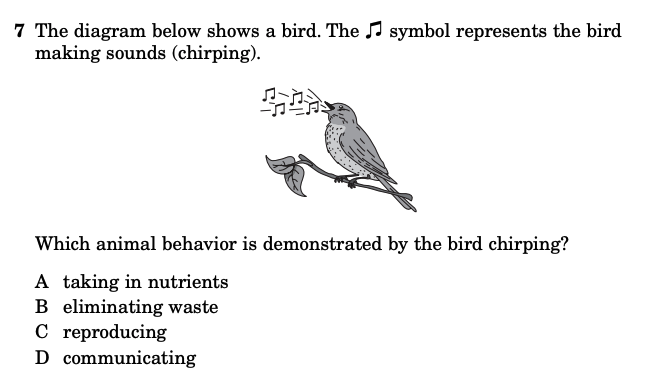 7 The diagram below shows a bird. The ♫ symbol represents the bird
making sounds (chirping).
Which animal behavior is demonstrated by the bird chirping?
A taking in nutrients
B eliminating waste
C reproducing
D communicating